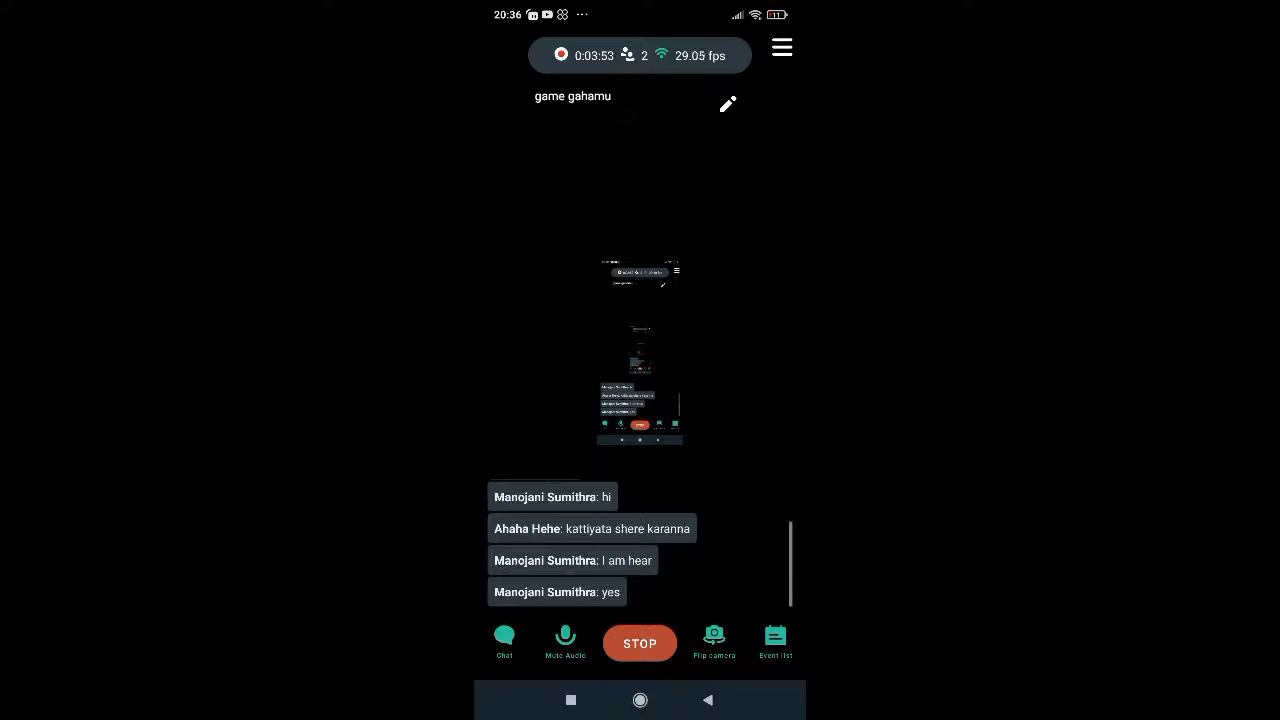 20:36
11
0:03:53 2 29.05 fps
game gahamu
Manojani Sumithra: hi
Ahaha Hehe: kattiyata shere karanna
Manojani Sumithra: I am hear
Manojani Sumithra: yes
STOP
Chat Mute Audio Flip camera Event list